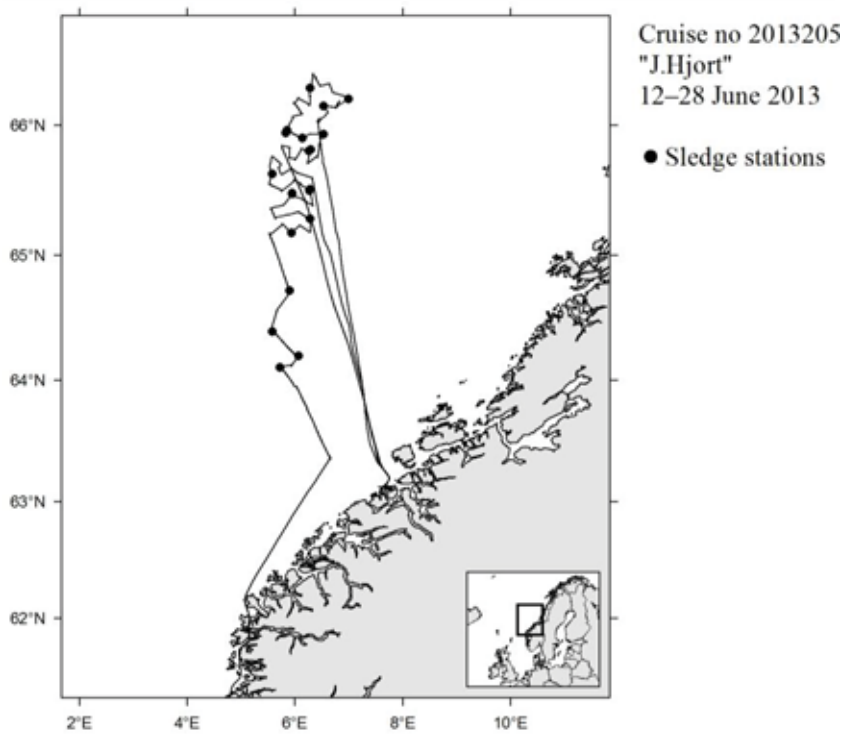 Cruise no 2013205
"J.Hjort"
12–28 June 2013
Sledge stations
66°N
65°N
64°N
63°N
62°N
2°E 4°E 6°E 8°E 10°E